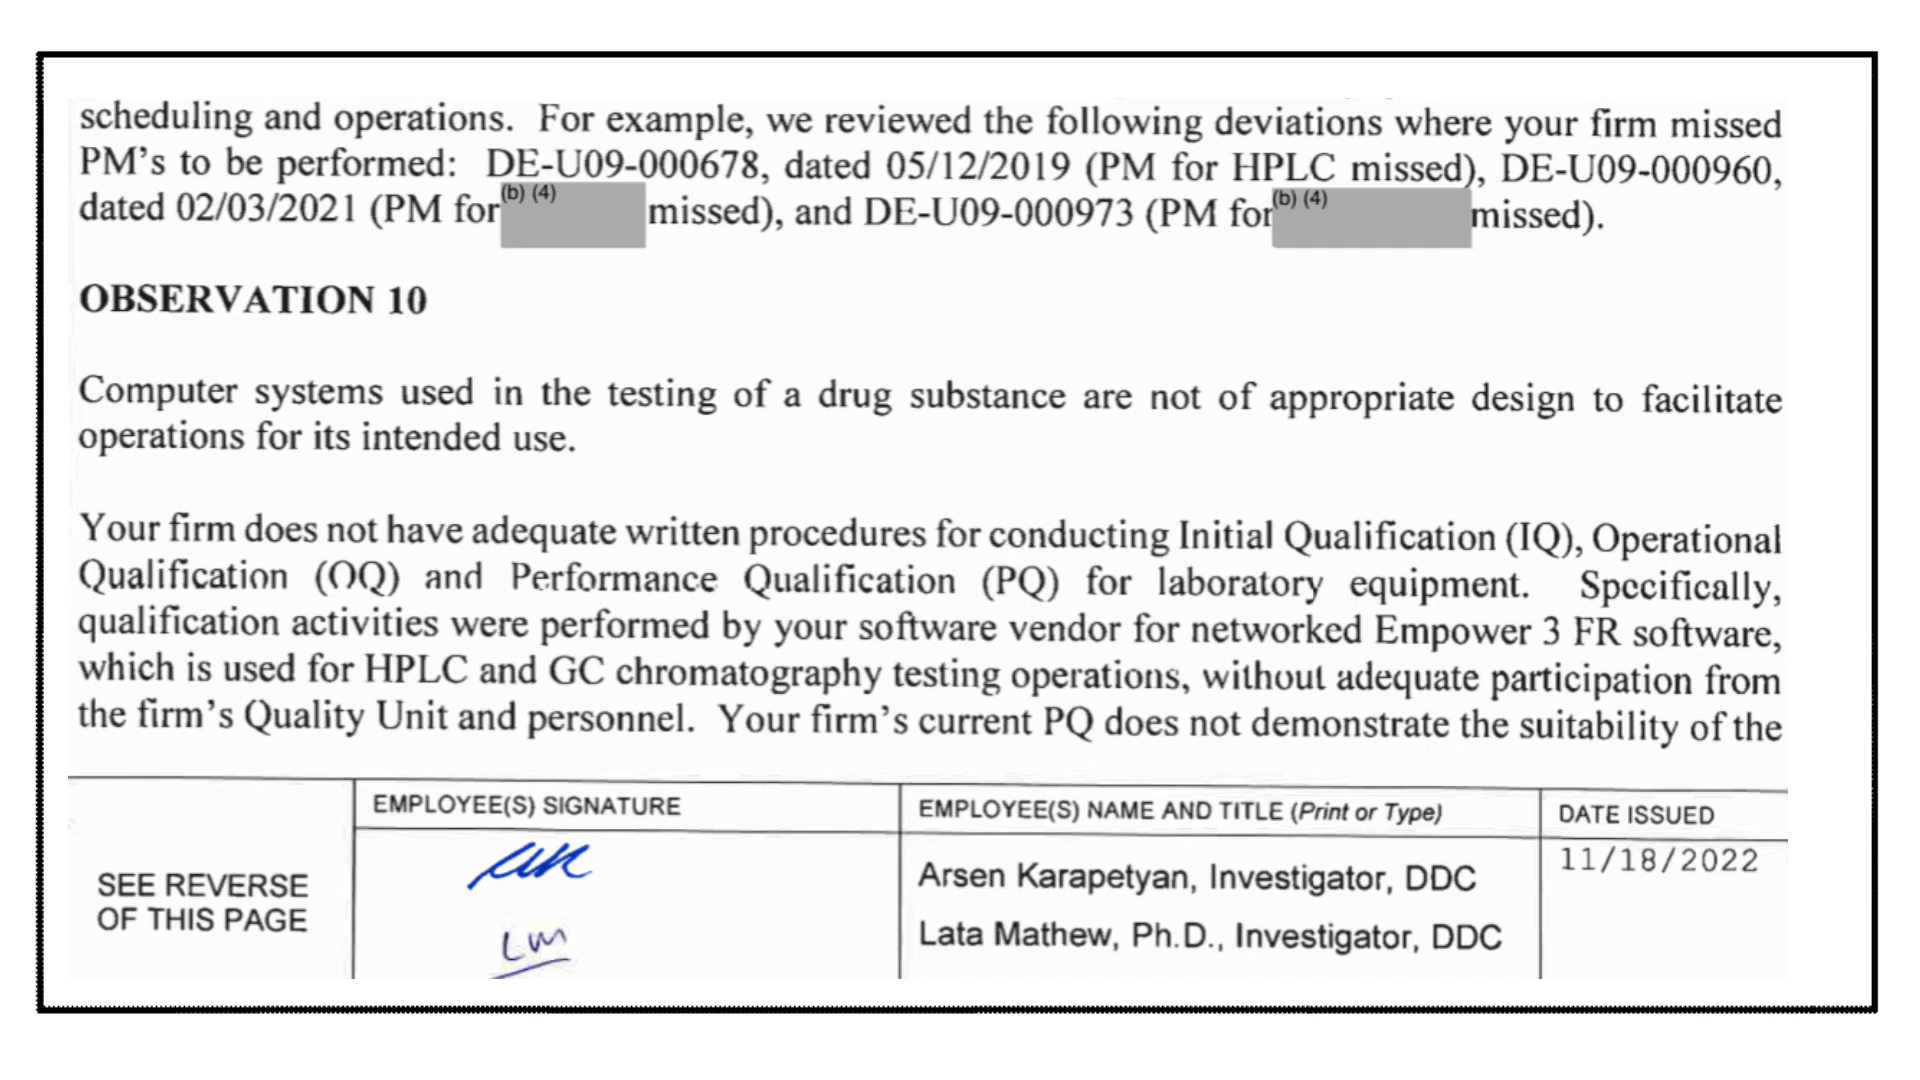 scheduling and operations. For example, we reviewed the following deviations where your firm missed
PM's to be performed: DE-U09-000678, dated 05/12/2019 (PM for HPLC missed), DE-U09-000960,
dated 02/03/2021 (PM for (b) (4) missed), and DE-U09-000973 (PM for (b) (4) missed).
OBSERVATION 10
Computer systems used in the testing of a drug substance are not of appropriate design to facilitate
operations for its intended use.
Your firm does not have adequate written procedures for conducting Initial Qualification (IQ), Operational
Qualification (OQ) and Performance Qualification (PQ) for laboratory equipment. Specifically,
qualification activities were performed by your software vendor for networked Empower 3 FR software,
which is used for HPLC and GC chromatography testing operations, without adequate participation from
the firm's Quality Unit and personnel. Your firm's current PQ does not demonstrate the suitability of the
SEE REVERSE
OF THIS PAGE
EMPLOYEE(S) SIGNATURE
LM
EMPLOYEE(S) NAME AND TITLE (Print or Type)
Arsen Karapetyan, Investigator, DDC
Lata Mathew, Ph.D., Investigator, DDC
DATE ISSUED
11/18/2022